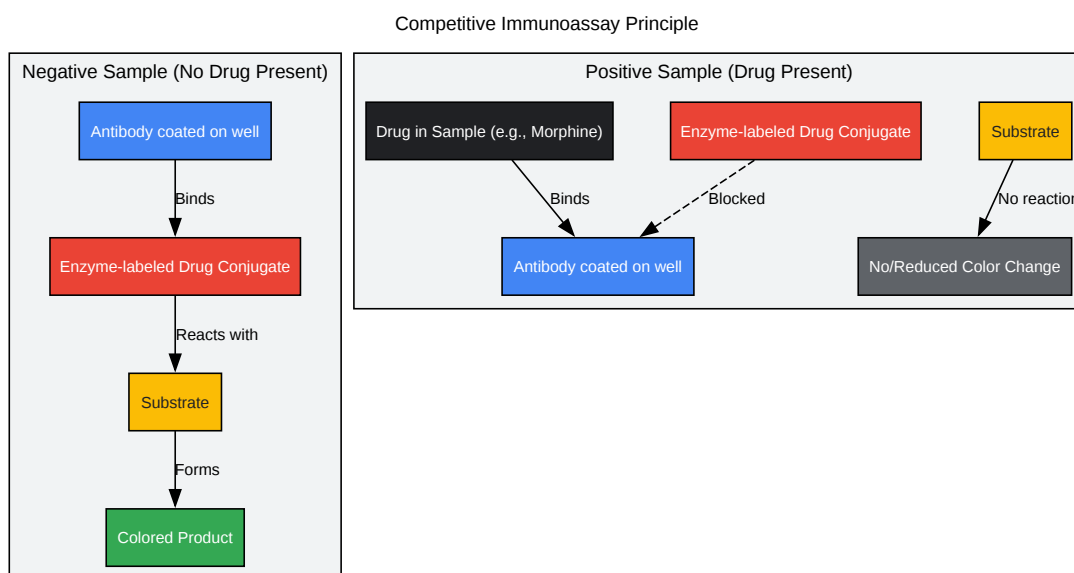 Competitive Immunoassay Principle
Negative Sample (No Drug Present)
Antibody coated on well
Binds
Enzyme-labeled Drug Conjugate
Reacts with
Substrate
Forms
Colored Product
Positive Sample (Drug Present)
Drug in Sample (e.g., Morphine)
Enzyme-labeled Drug Conjugate
Substrate
Binds
Blocked
No reaction
Antibody coated on well
No/Reduced Color Change